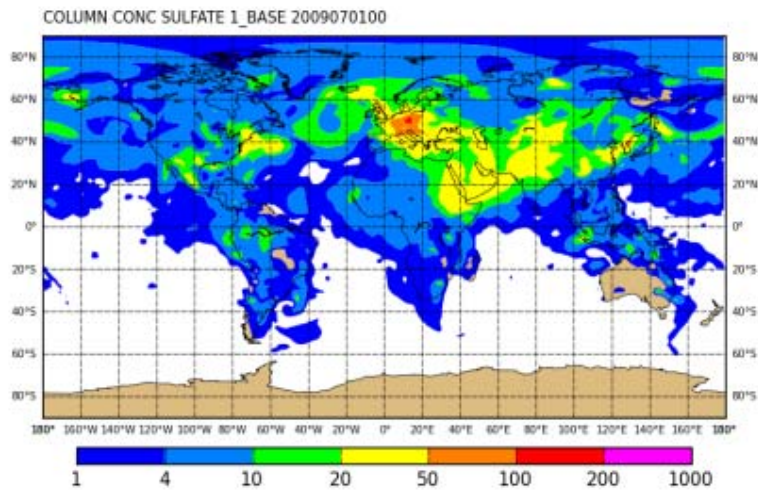 COLUMN CONC SULFATE 1_BASE 2009070100
80°N 80°N
60°N 60°N
40°N 40°N
20°N 20°N
0° 0°
20°S 20°S
40°S 40°S
60°S 60°S
80°S 80°S
180° 160°W 140°W 120°W 100°W 80°W 60°W 40°W 20°W 0° 20°E 40°E 60°E 80°E 100°E 120°E 140°E 160°E 180°
1 4 10 20 50 100 200 1000